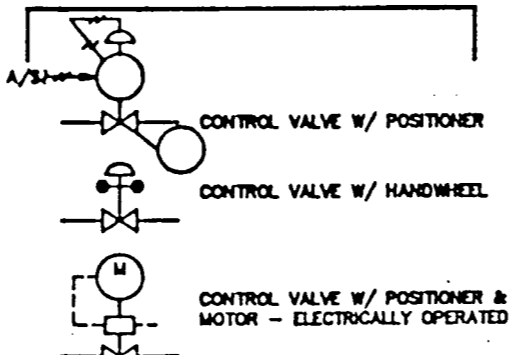 A/S
CONTROL VALVE W/ POSITIONER
CONTROL VALVE W/ HANDWHEEL
M
CONTROL VALVE W/ POSITIONER &
MOTOR – ELECTRICALLY OPERATED